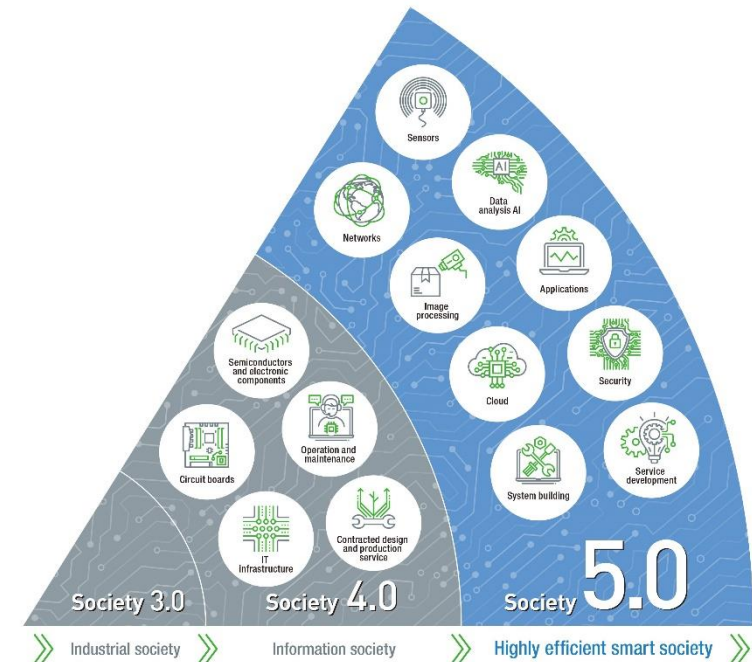 Sensors
AI
Data
analysis AI
Networks
Applications
Image
processing
Semiconductors
and electronic
components
Cloud
Security
Operation and
maintenance
Circuit boards
Service
development
System building
IT
Infrastructure
Contracted design
and production
service
Society 3.0
Society 4.0
Society 5.0
Industrial society
Information society
Highly efficient smart society